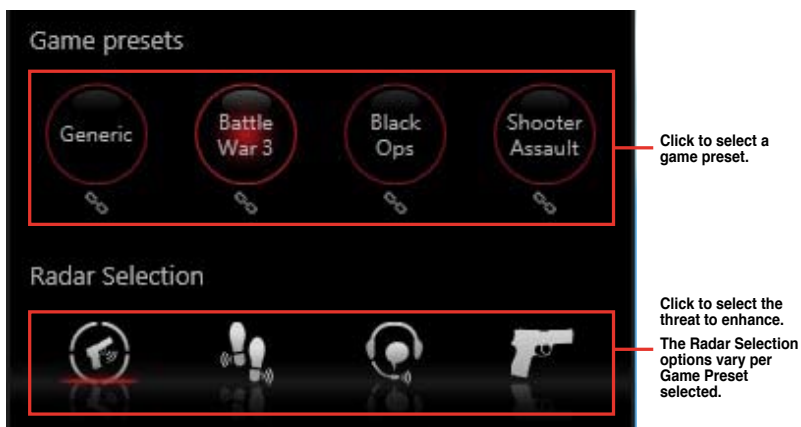 Game presets
Generic
Battle
War 3
Black
Ops
Shooter
Assault
Click to select a
game preset.
Radar Selection
Click to select the
threat to enhance.
The Radar Selection
options vary per
Game Preset
selected.